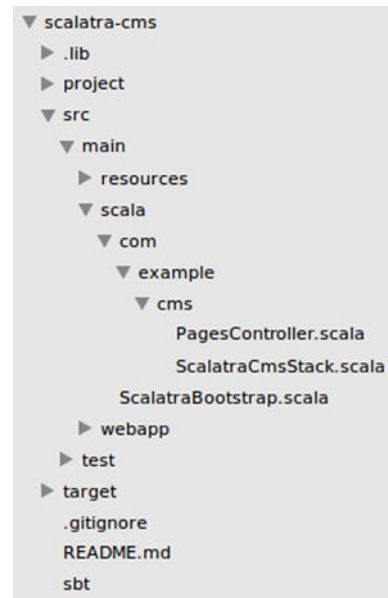 scalatra-cms
.lib
project
src
main
resources
scala
com
example
cms
PagesController.scala
ScalatraCmsStack.scala
ScalatraBootstrap.scala
webapp
test
target
.gitignore
README.md
sbt